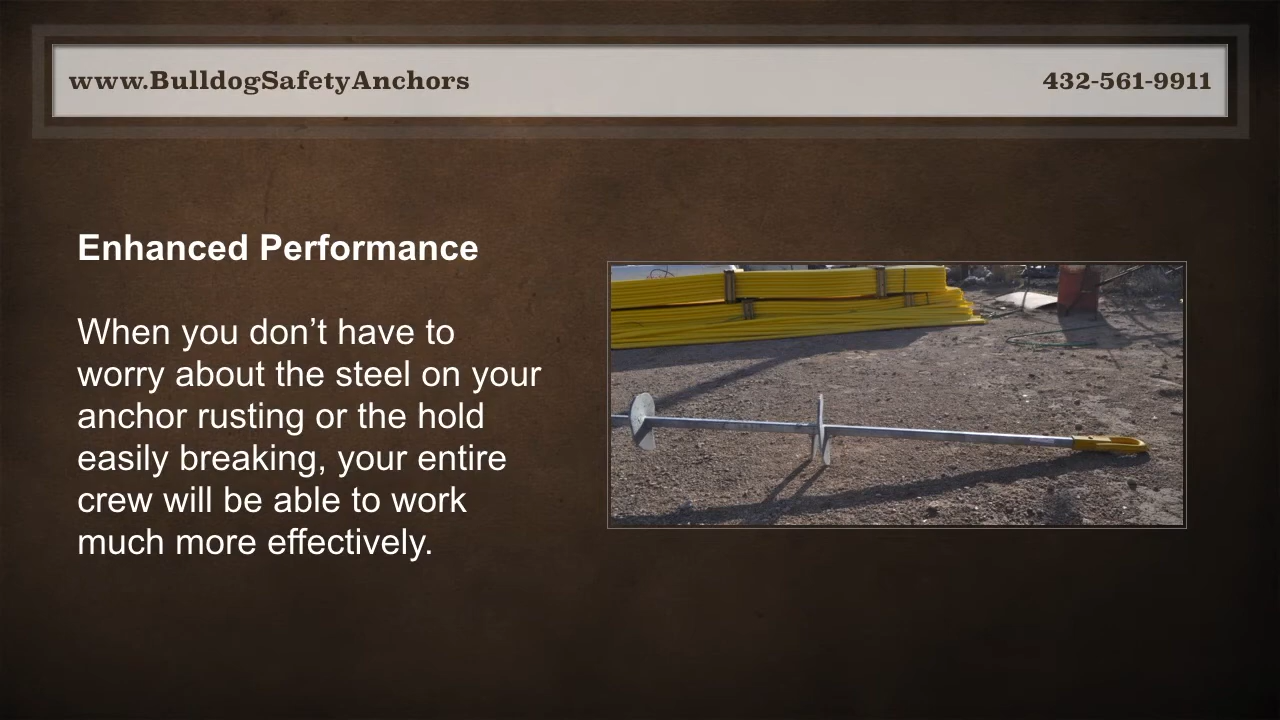 www.BulldogSafetyAnchors
432-561-9911
Enhanced Performance
When you don’t have to
worry about the steel on your
anchor rusting or the hold
easily breaking, your entire
crew will be able to work
much more effectively.